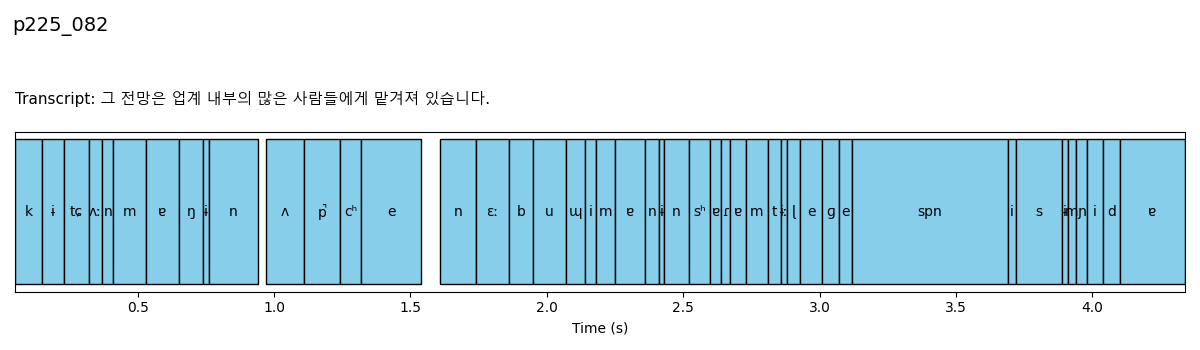 p225_082
Transcript: 그 전망은 업계 내부의 많은 사람들에게 맡겨져 있습니다.
k ɨ tɕ ʌː n m ɐ ŋ ɨ n ʌ p̚ cʰ e n ɛː b u ɰ i m ɐ n ɨ n sʰ ɐ ɾ ɐ m t ɨː ɭ e ɡ e spn i s ɨ m ɲ i d ɐ
0.5 1.0 1.5 2.0 2.5 3.0 3.5 4.0
Time (s)